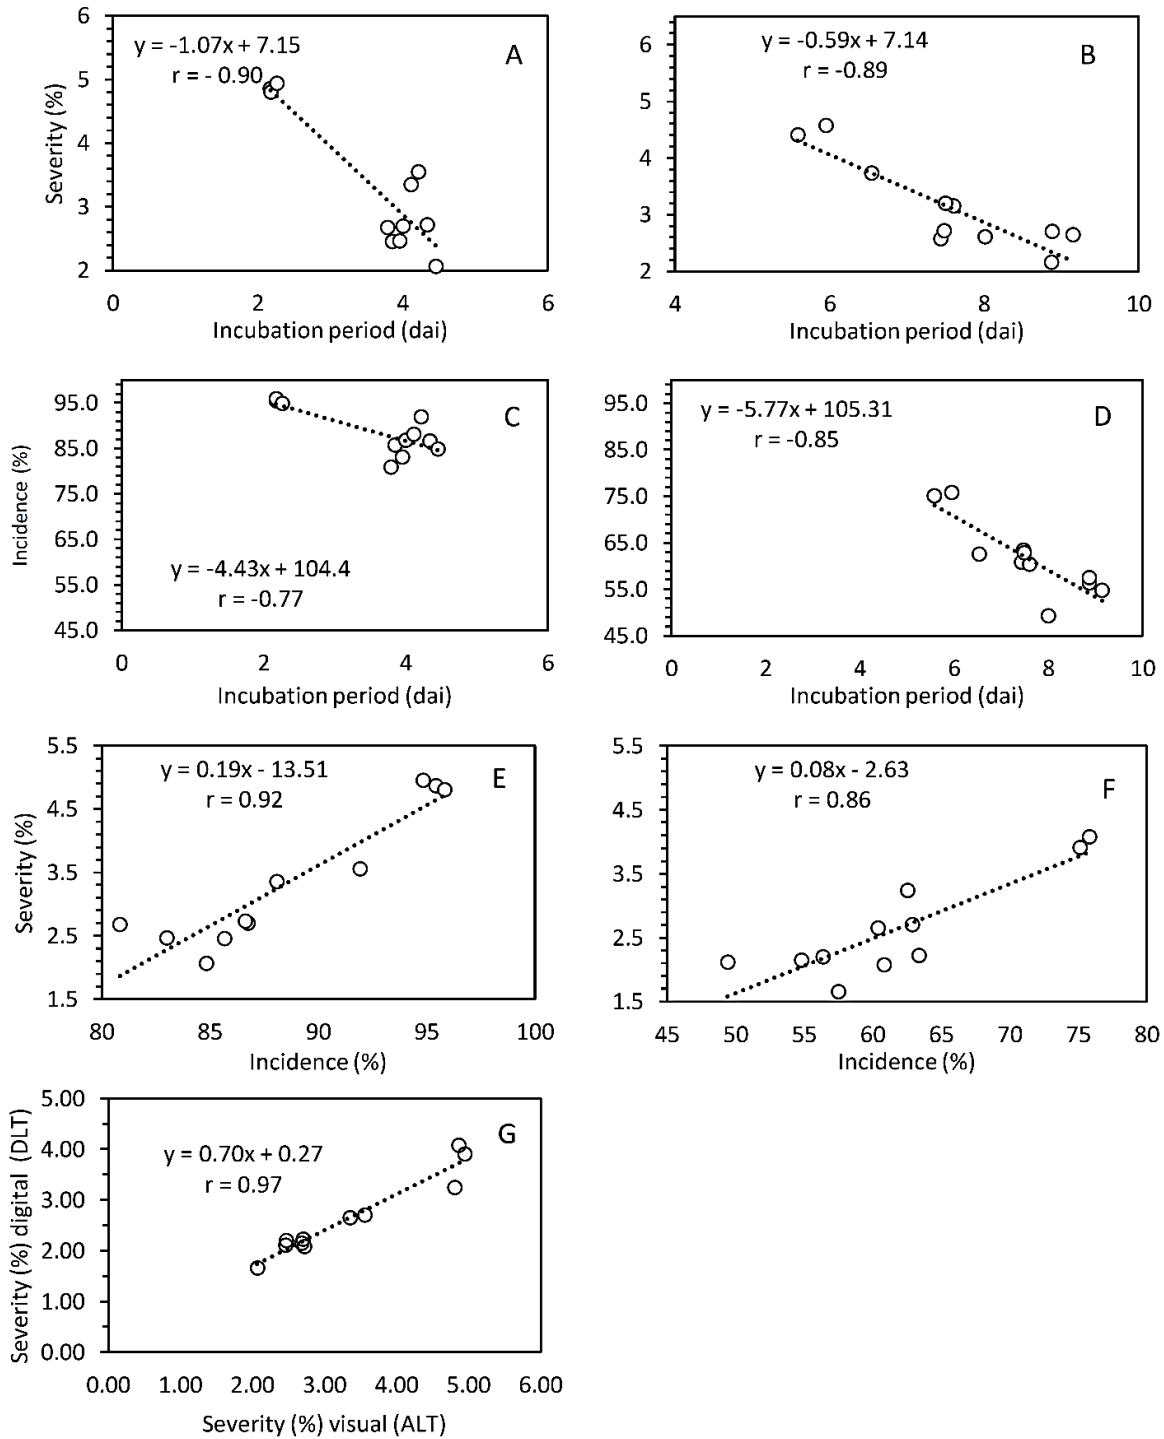 y = -1.07x + 7.15
r = - 0.90
A
Severity (%)
6
5
4
3
2
0 2 4 6
Incubation period (dai)
y = -0.59x + 7.14
r = -0.89
B
6
5
4
3
2
4 6 8 10
Incubation period (dai)
C
Incidence (%)
95.0
85.0
75.0
65.0
55.0
45.0
y = -4.43x + 104.4
r = -0.77
0 2 4 6
Incubation period (dai)
y = -5.77x + 105.31
r = -0.85
D
95.0
85.0
75.0
65.0
55.0
45.0
0 2 4 6 8 10
Incubation period (dai)
y = 0.19x - 13.51
r = 0.92
E
Severity (%)
5.5
4.5
3.5
2.5
1.5
80 85 90 95 100
Incidence (%)
y = 0.08x - 2.63
r = 0.86
F
5.5
4.5
3.5
2.5
1.5
45 50 55 60 65 70 75 80
Incidence (%)
y = 0.70x + 0.27
r = 0.97
G
Severity (%) digital (DLT)
5.00
4.00
3.00
2.00
1.00
0.00
0.00 1.00 2.00 3.00 4.00 5.00 6.00
Severity (%) visual (ALT)